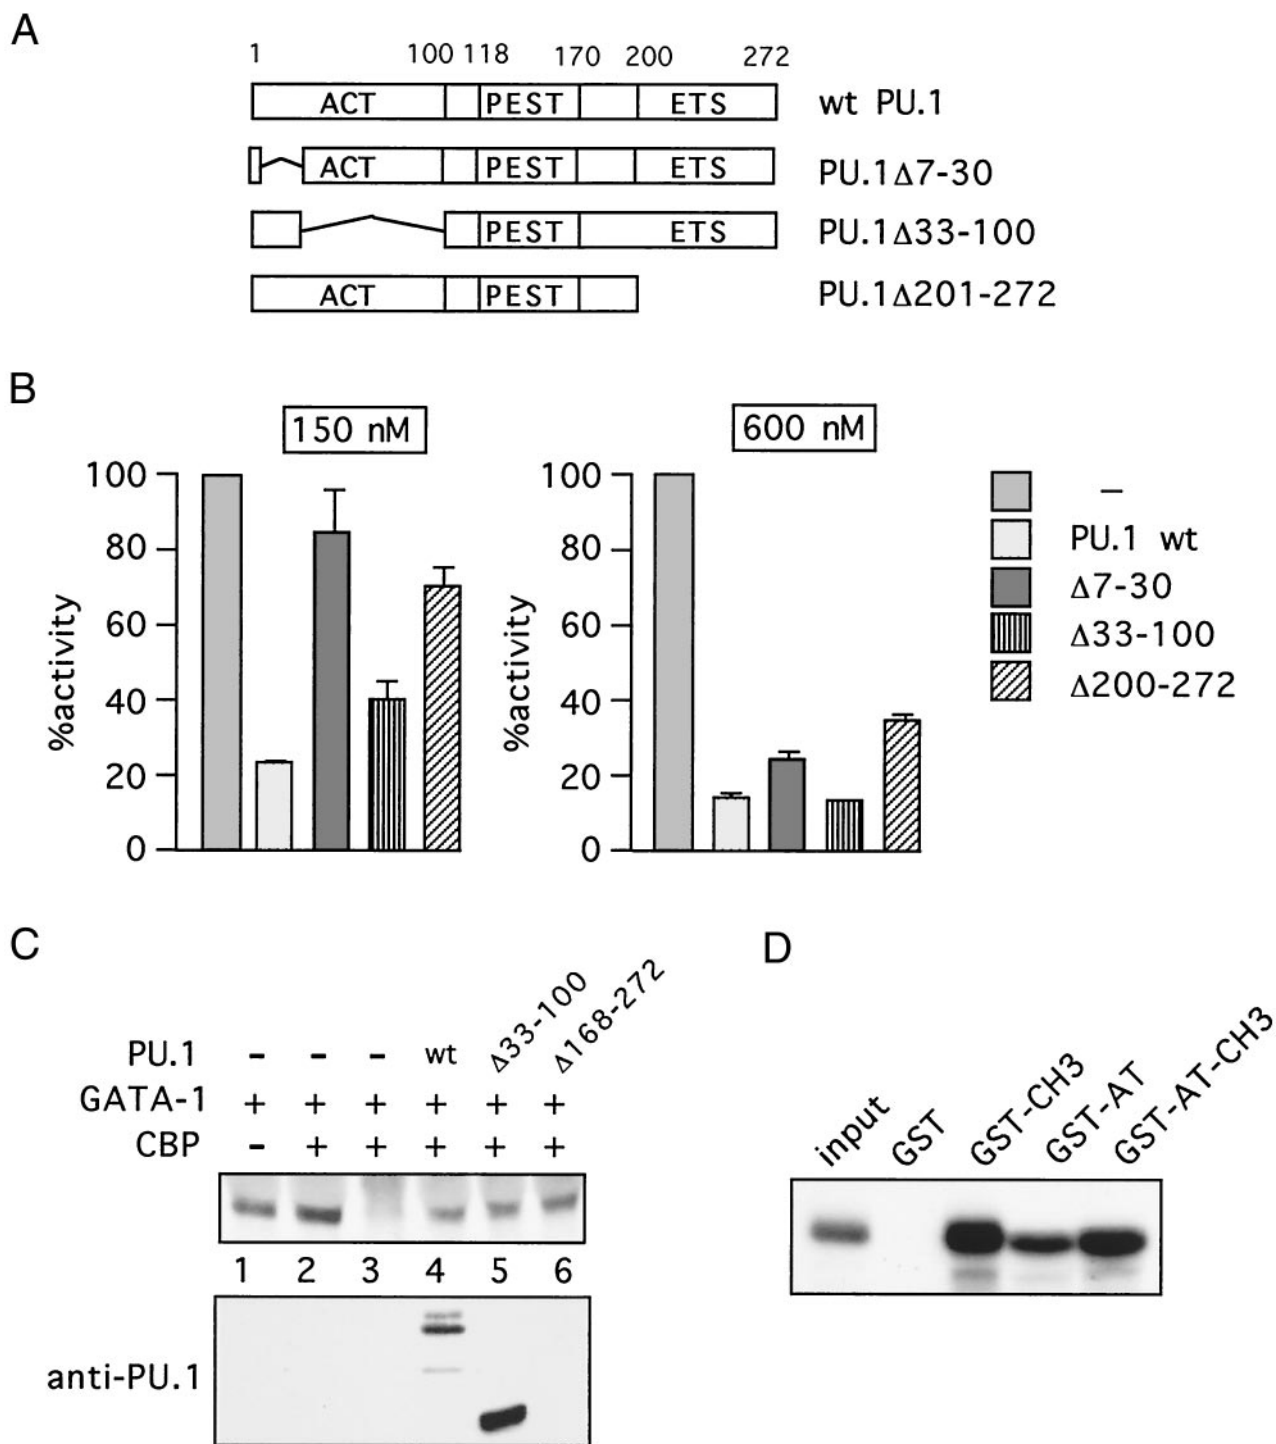 A
1 100 118 170 200 272
ACT PEST ETS wt PU.1
ACT PEST ETS PU.1Δ7-30
PEST ETS PU.1Δ33-100
ACT PEST PU.1Δ201-272
B
150 nM
%activity
100
80
60
40
20
0
600 nM
%activity
100
80
60
40
20
0
–
PU.1 wt
Δ7-30
Δ33-100
Δ200-272
C
Δ33-100
Δ168-272
PU.1 - - - wt
GATA-1 + + + + + +
CBP - + + + + +
1 2 3 4 5 6
anti-PU.1
D
input
GST
GST-CH3
GST-AT
GST-AT-CH3